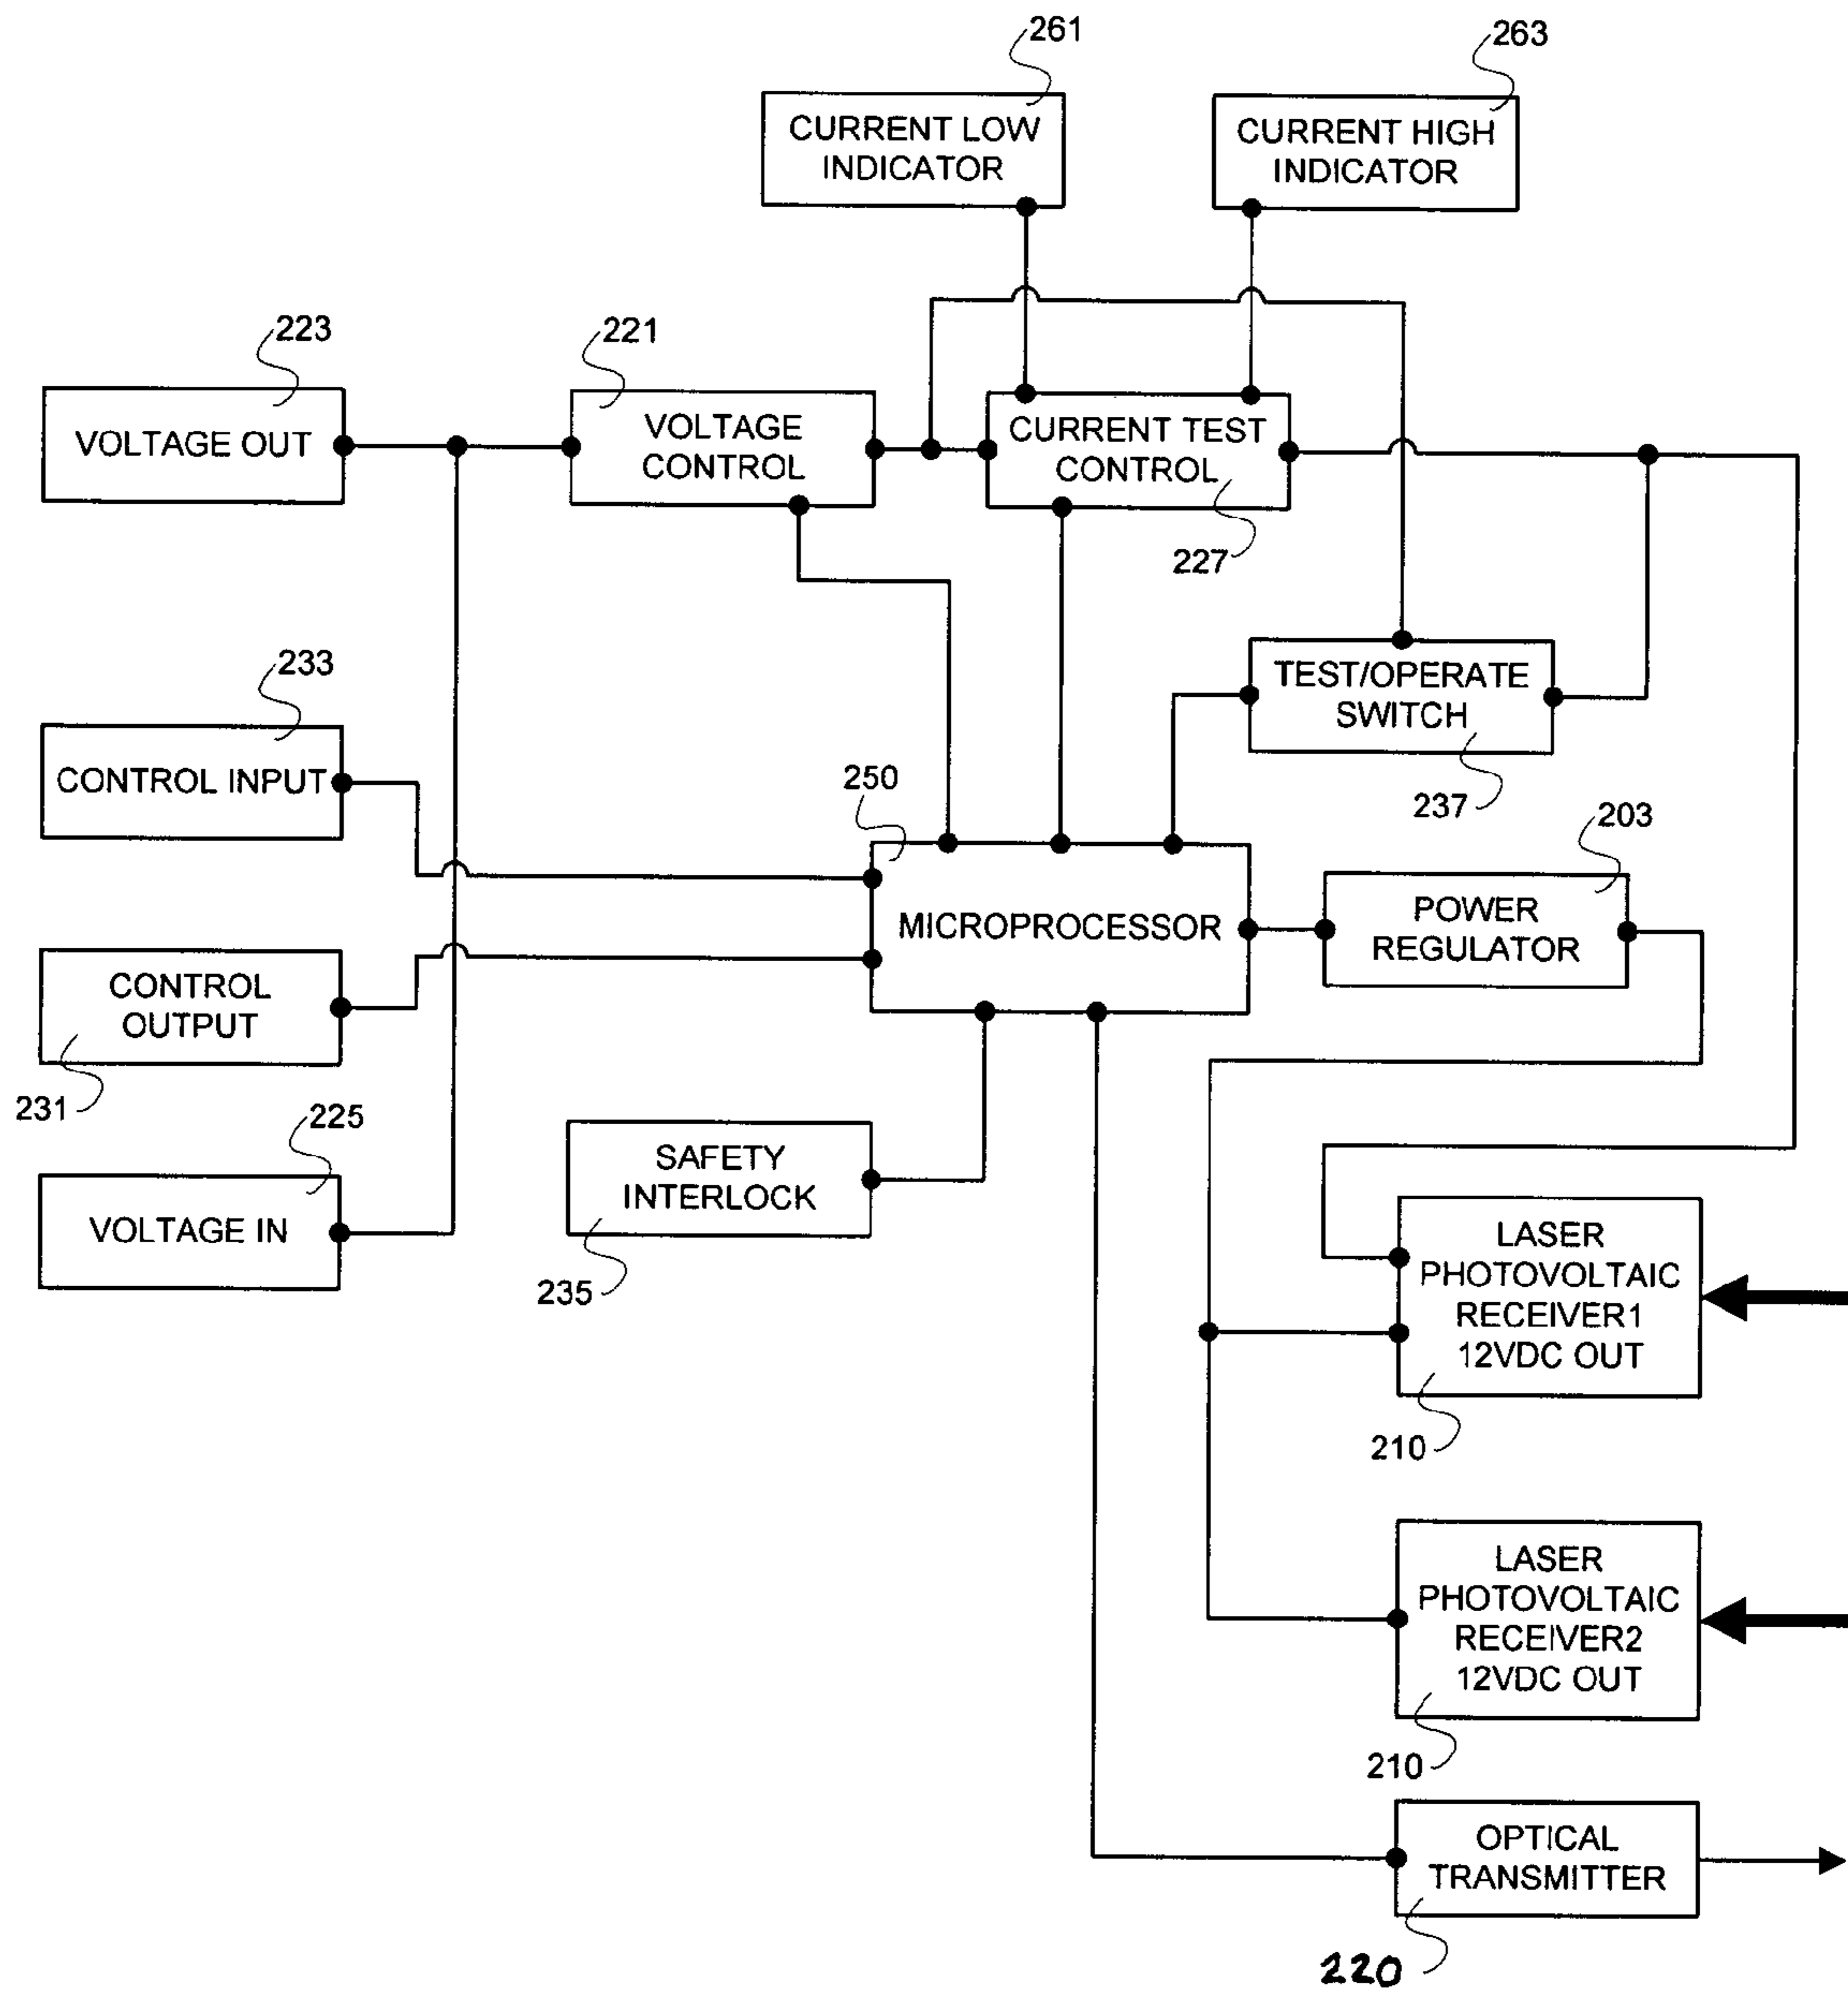 261
263
CURRENT LOW
INDICATOR
CURRENT HIGH
INDICATOR
223
221
VOLTAGE OUT
VOLTAGE
CONTROL
CURRENT TEST
CONTROL
227
233
CONTROL INPUT
TEST/OPERATE
SWITCH
237
250
203
MICROPROCESSOR
POWER
REGULATOR
CONTROL
OUTPUT
231
225
VOLTAGE IN
SAFETY
INTERLOCK
235
LASER
PHOTOVOLTAIC
RECEIVER1
12VDC OUT
210
LASER
PHOTOVOLTAIC
RECEIVER2
12VDC OUT
210
OPTICAL
TRANSMITTER
220